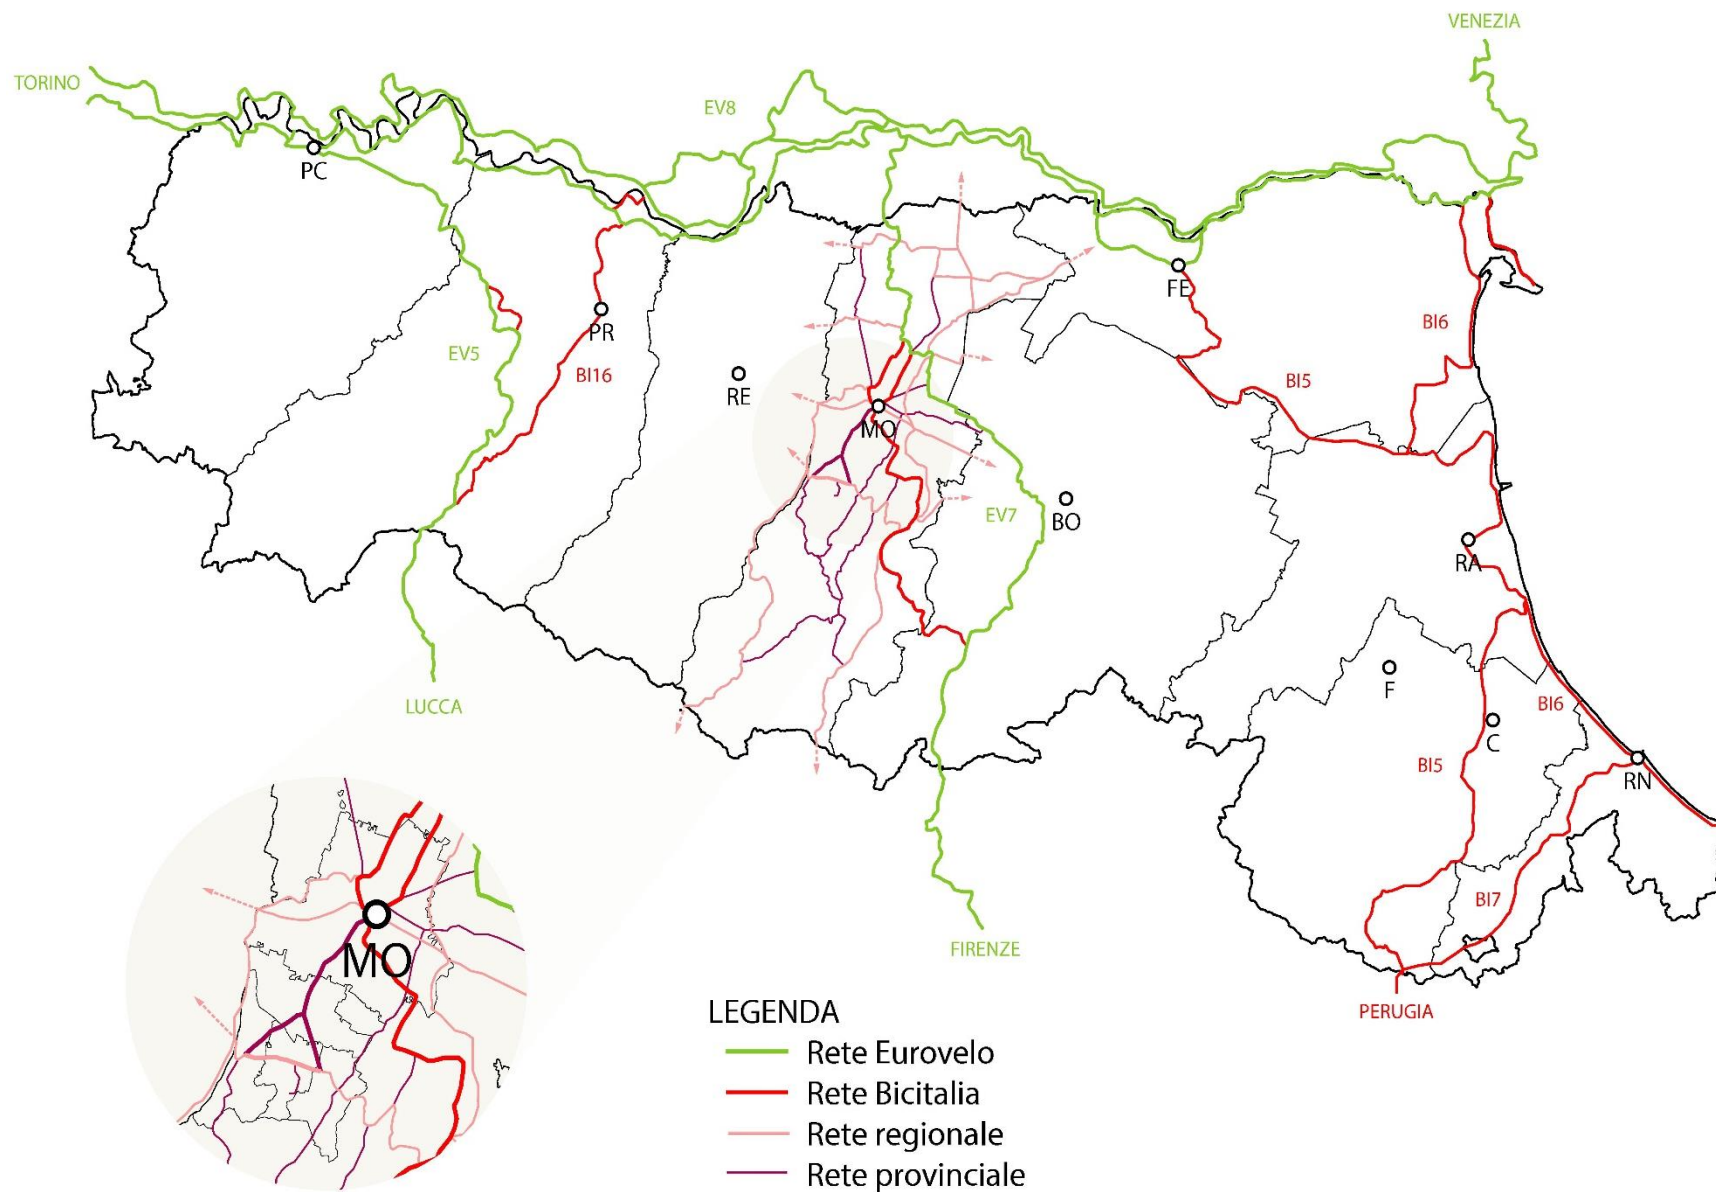 VENEZIA
TORINO
EV8
PC
FE
PR
BI6
EV5
BI16
RE
BI5
MO
EV7
BO
RA
F
LUCCA
BI6
C
BI5
RN
BI7
MO
FIRENZE
PERUGIA
LEGENDA
Rete Eurovelo
Rete Bicitalia
Rete regionale
Rete provinciale